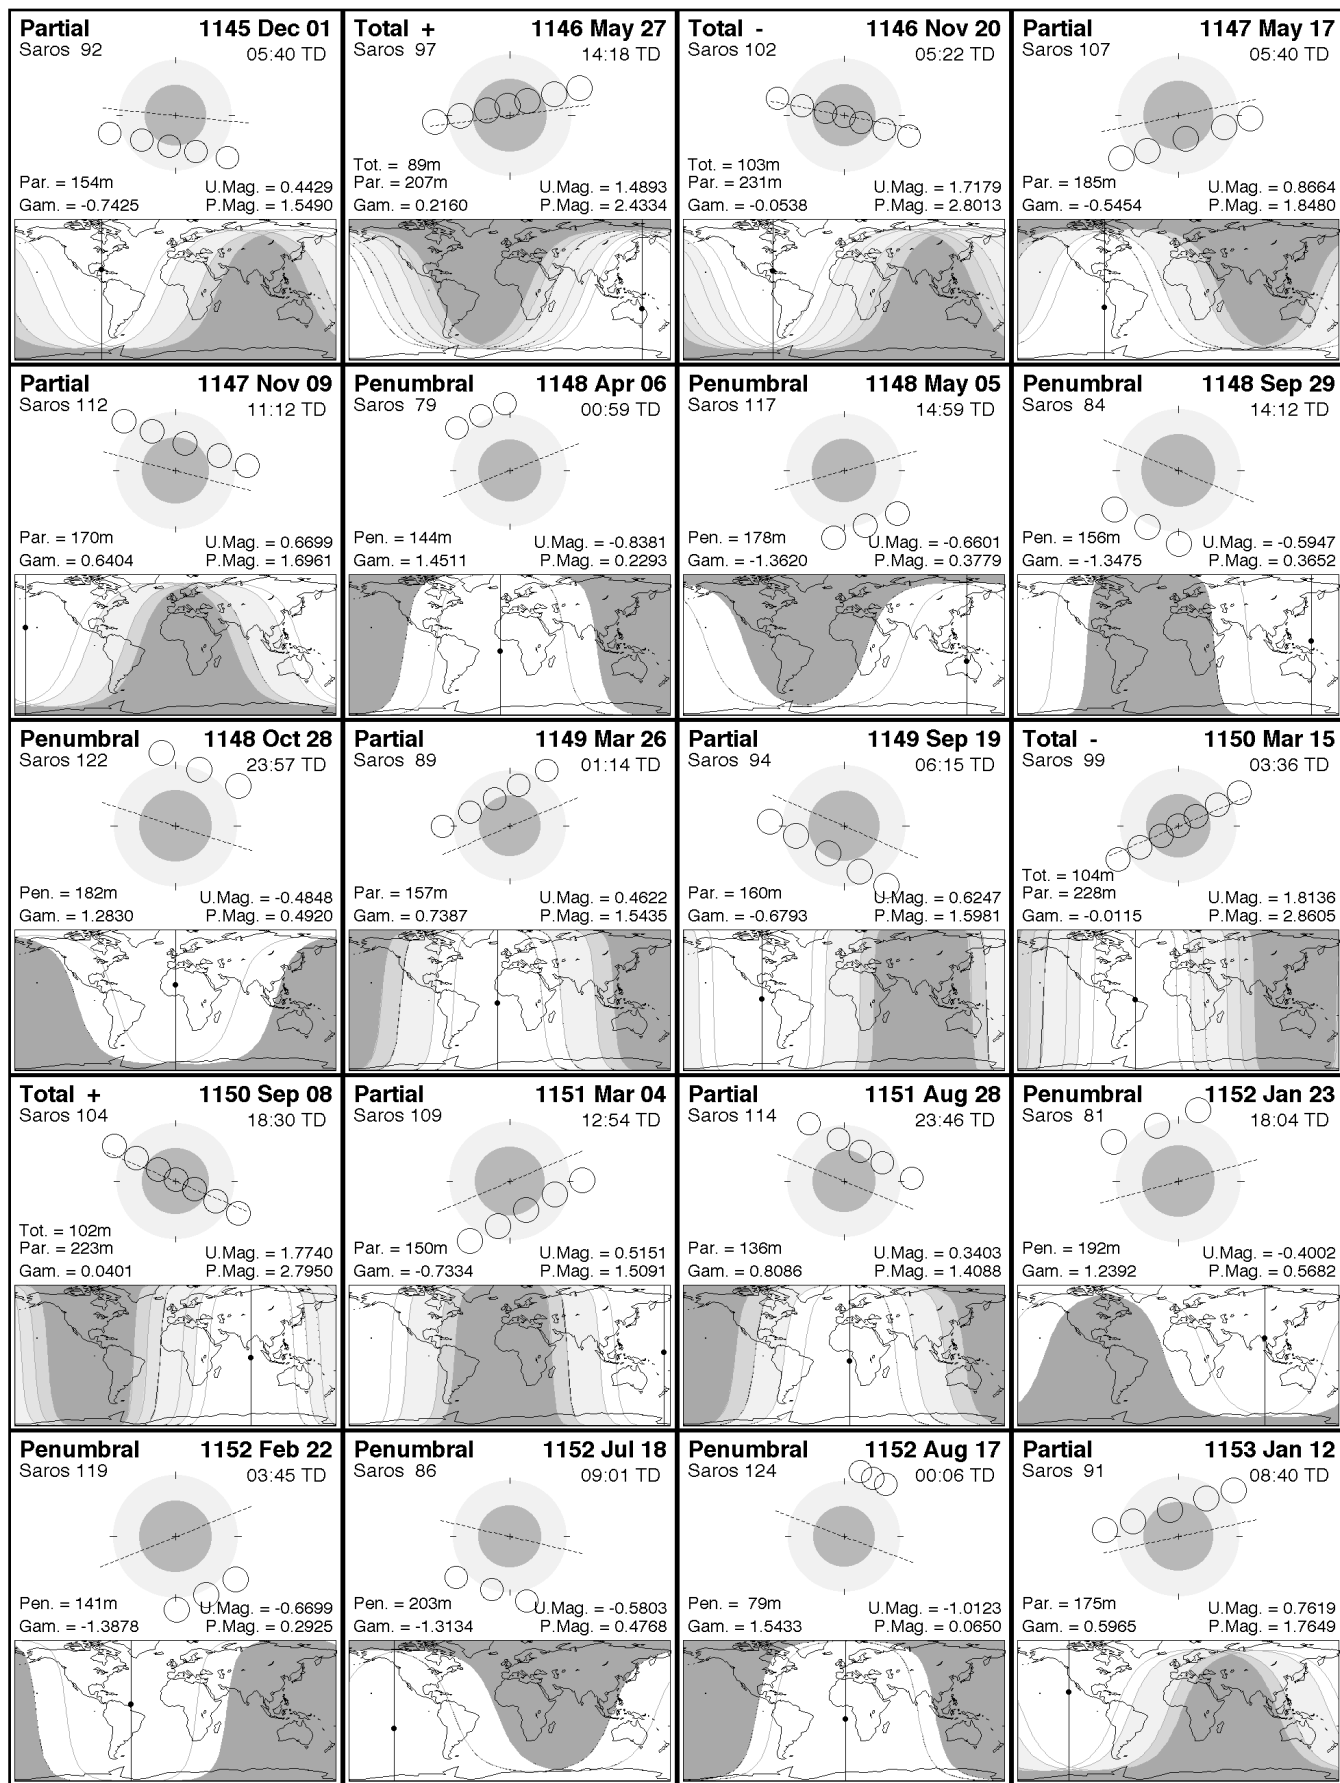 Partial 1145 Dec 01
Saros 92 05:40 TD
Par. = 154m U.Mag. = 0.4429
Gam. = -0.7425 P.Mag. = 1.5490
Total + 1146 May 27
Saros 97 14:18 TD
Tot. = 89m
Par. = 207m U.Mag. = 1.4893
Gam. = 0.2160 P.Mag. = 2.4334
Total - 1146 Nov 20
Saros 102 05:22 TD
Tot. = 103m
Par. = 231m U.Mag. = 1.7179
Gam. = -0.0538 P.Mag. = 2.8013
Partial 1147 May 17
Saros 107 05:40 TD
Par. = 185m U.Mag. = 0.8664
Gam. = -0.5454 P.Mag. = 1.8480
Partial 1147 Nov 09
Saros 112 11:12 TD
Par. = 170m U.Mag. = 0.6699
Gam. = 0.6404 P.Mag. = 1.6961
Penumbral 1148 Apr 06
Saros 79 00:59 TD
Pen. = 144m U.Mag. = -0.8381
Gam. = 1.4511 P.Mag. = 0.2293
Penumbral 1148 May 05
Saros 117 14:59 TD
Pen. = 178m U.Mag. = -0.6601
Gam. = -1.3620 P.Mag. = 0.3779
Penumbral 1148 Sep 29
Saros 84 14:12 TD
Pen. = 156m U.Mag. = -0.5947
Gam. = -1.3475 P.Mag. = 0.3652
Penumbral 1148 Oct 28
Saros 122 23:57 TD
Pen. = 182m U.Mag. = -0.4848
Gam. = 1.2830 P.Mag. = 0.4920
Partial 1149 Mar 26
Saros 89 01:14 TD
Par. = 157m U.Mag. = 0.4622
Gam. = 0.7387 P.Mag. = 1.5435
Partial 1149 Sep 19
Saros 94 06:15 TD
Par. = 160m U.Mag. = 0.6247
Gam. = -0.6793 P.Mag. = 1.5981
Total - 1150 Mar 15
Saros 99 03:36 TD
Tot. = 104m
Par. = 228m U.Mag. = 1.8136
Gam. = -0.0115 P.Mag. = 2.8605
Total + 1150 Sep 08
Saros 104 18:30 TD
Tot. = 102m
Par. = 223m U.Mag. = 1.7740
Gam. = 0.0401 P.Mag. = 2.7950
Partial 1151 Mar 04
Saros 109 12:54 TD
Par. = 150m U.Mag. = 0.5151
Gam. = -0.7334 P.Mag. = 1.5091
Partial 1151 Aug 28
Saros 114 23:46 TD
Par. = 136m U.Mag. = 0.3403
Gam. = 0.8086 P.Mag. = 1.4088
Penumbral 1152 Jan 23
Saros 81 18:04 TD
Pen. = 192m U.Mag. = -0.4002
Gam. = 1.2392 P.Mag. = 0.5682
Penumbral 1152 Feb 22
Saros 119 03:45 TD
Pen. = 141m U.Mag. = -0.6699
Gam. = -1.3878 P.Mag. = 0.2925
Penumbral 1152 Jul 18
Saros 86 09:01 TD
Pen. = 203m U.Mag. = -0.5803
Gam. = -1.3134 P.Mag. = 0.4768
Penumbral 1152 Aug 17
Saros 124 00:06 TD
Pen. = 79m U.Mag. = -1.0123
Gam. = 1.5433 P.Mag. = 0.0650
Partial 1153 Jan 12
Saros 91 08:40 TD
Par. = 175m U.Mag. = 0.7619
Gam. = 0.5965 P.Mag. = 1.7649